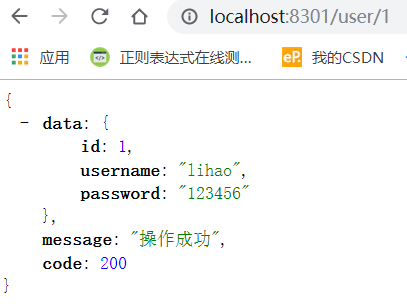 localhost:8301/user/1
应用 正则表达式在线测... eP. 我的CSDN
{
- data: {
id: 1,
username: "lihao",
password: "123456"
},
message: "操作成功",
code: 200
}